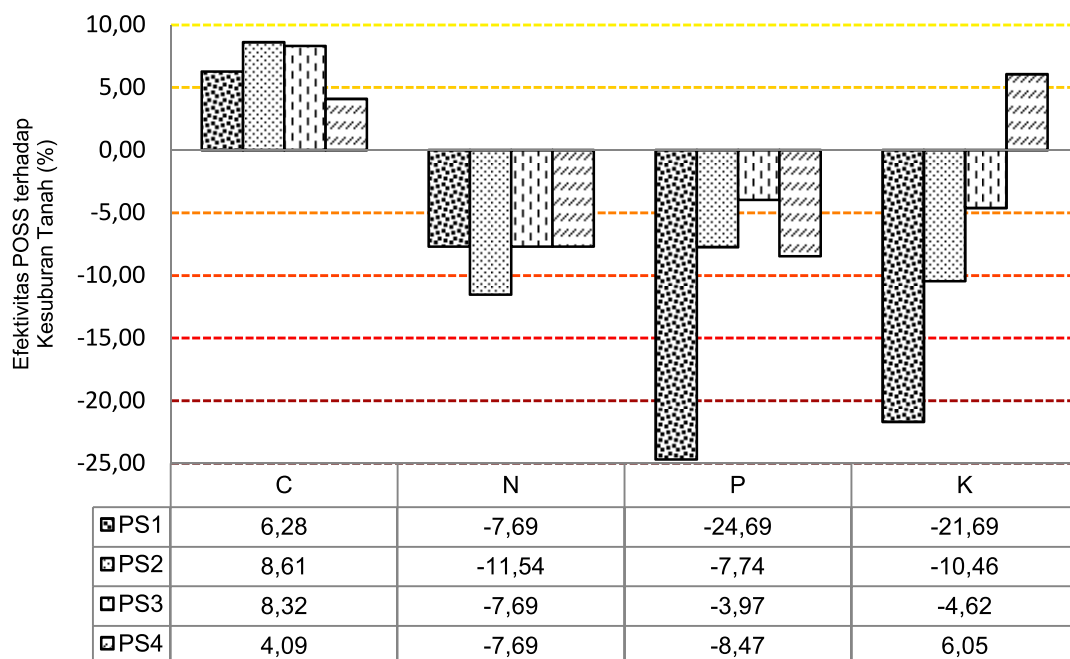 Efektivitas POSS terhadap
Kesuburan Tanah (%)
10,00
5,00
0,00
-5,00
-10,00
-15,00
-20,00
-25,00
C N P K
PS1 6,28 -7,69 -24,69 -21,69
PS2 8,61 -11,54 -7,74 -10,46
PS3 8,32 -7,69 -3,97 -4,62
PS4 4,09 -7,69 -8,47 6,05